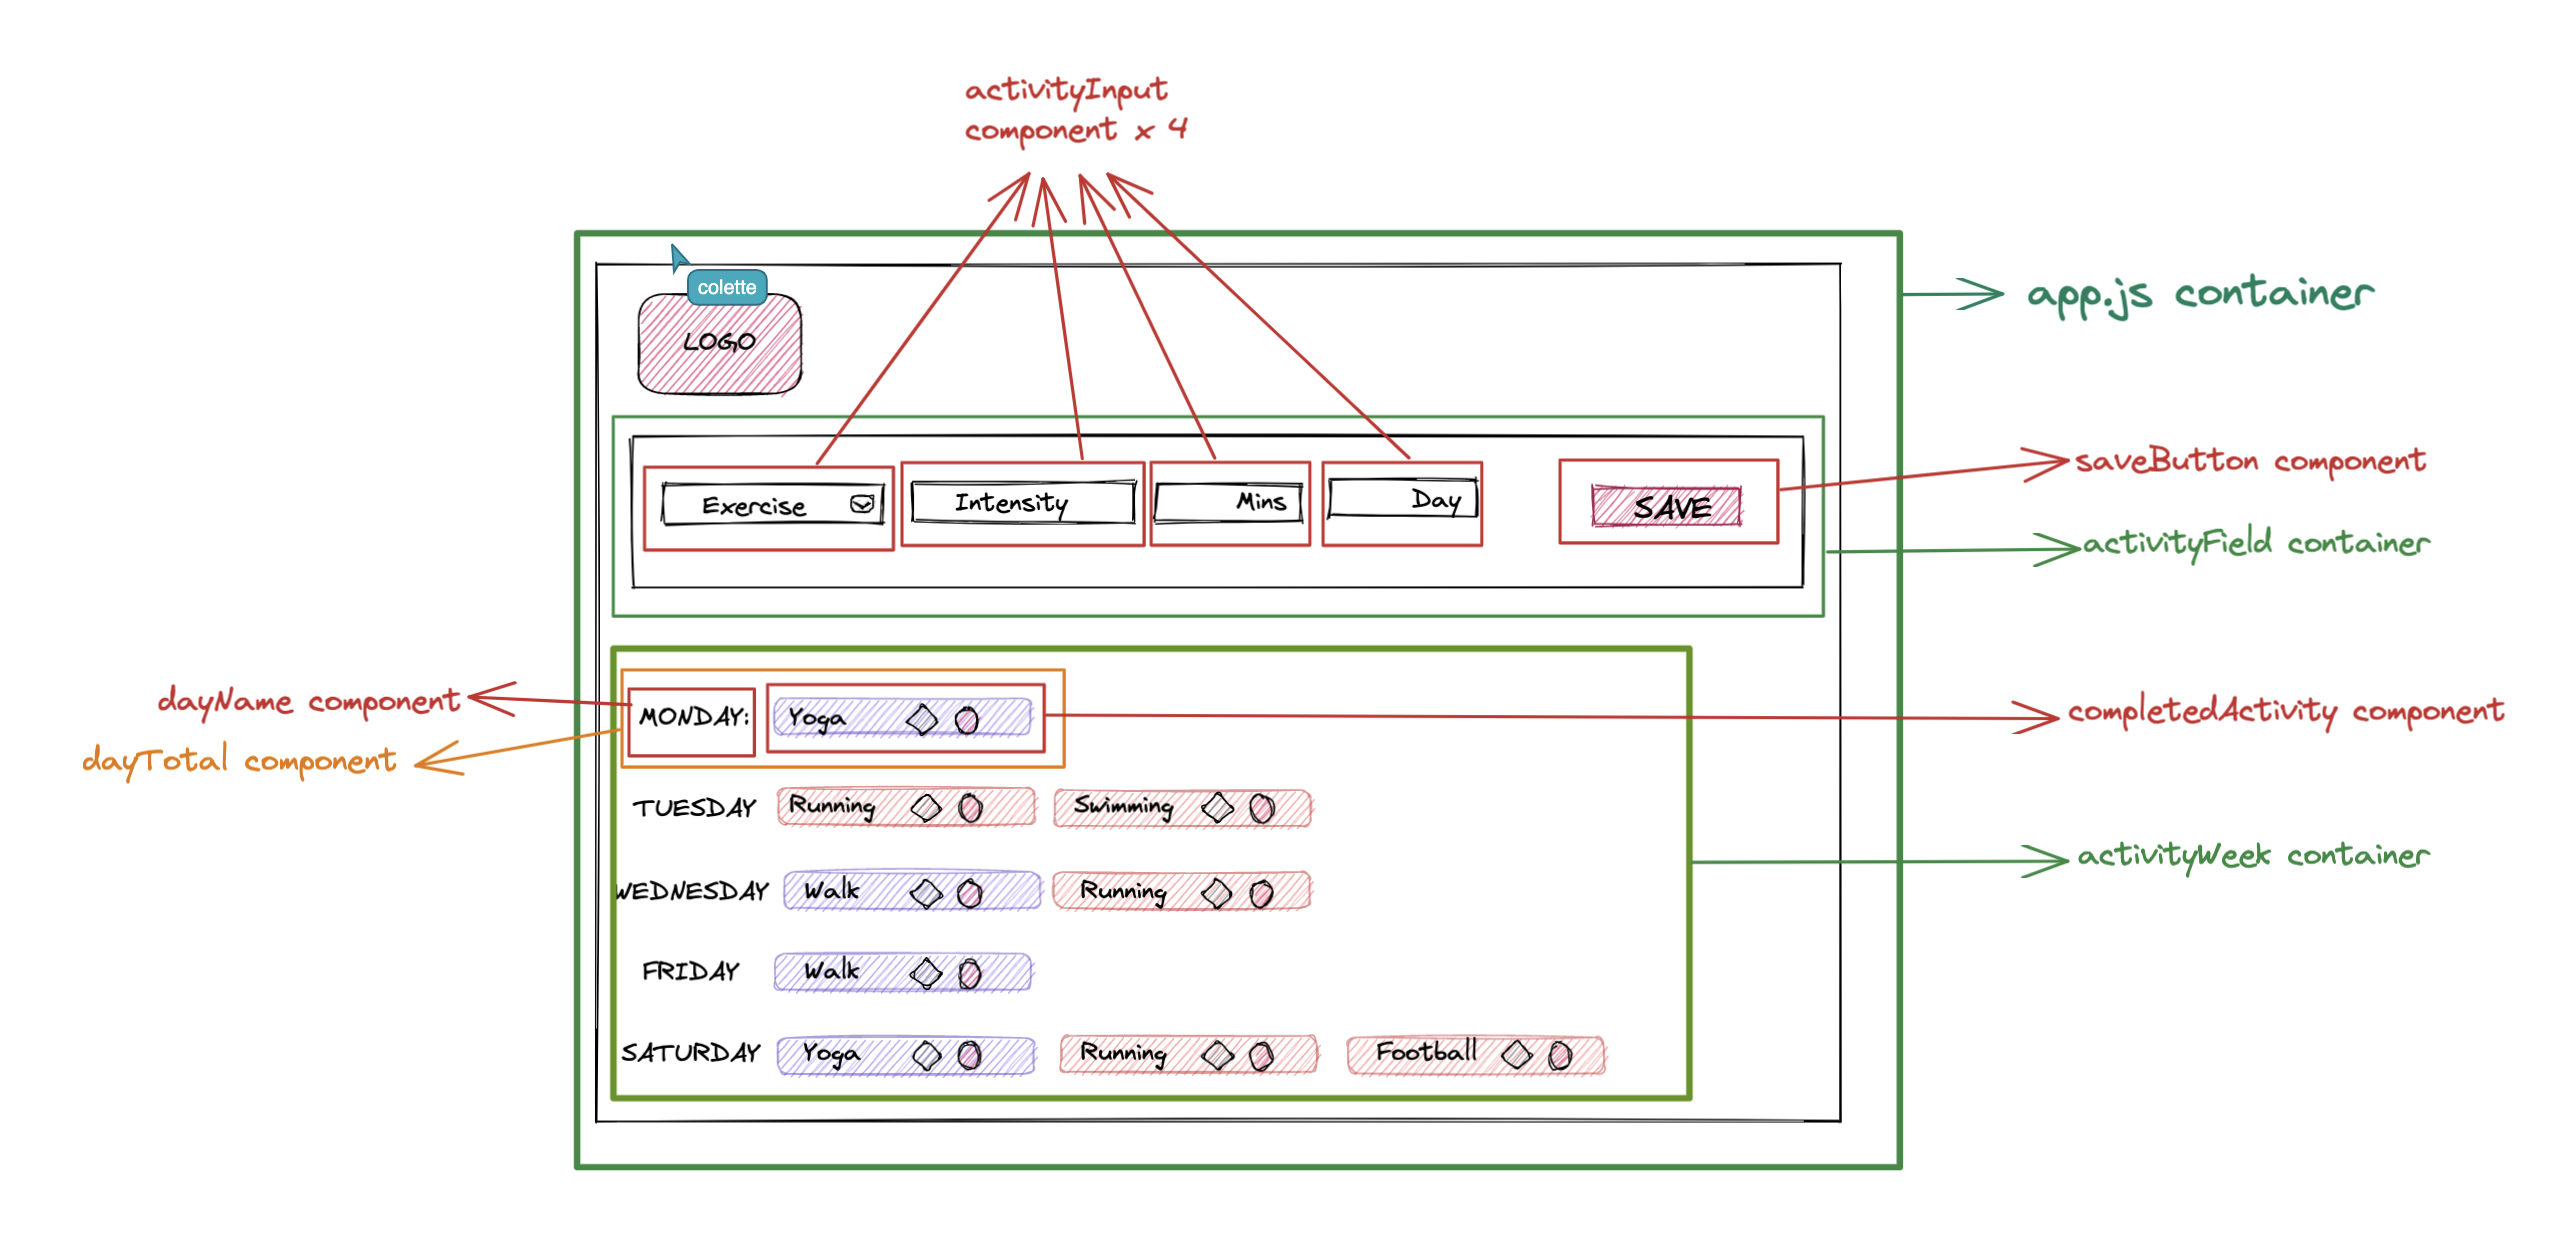 activityInput
component x 4
colette
LOGO
app.js container
Exercise Intensity Mins Day SAVE
saveButton component
activityField container
dayName component
MONDAY: Yoga
completedActivity component
dayTotal component
TUESDAY Running Swimming
WEDNESDAY Walk Running
activityWeek container
FRIDAY Walk
SATURDAY Yoga Running Football